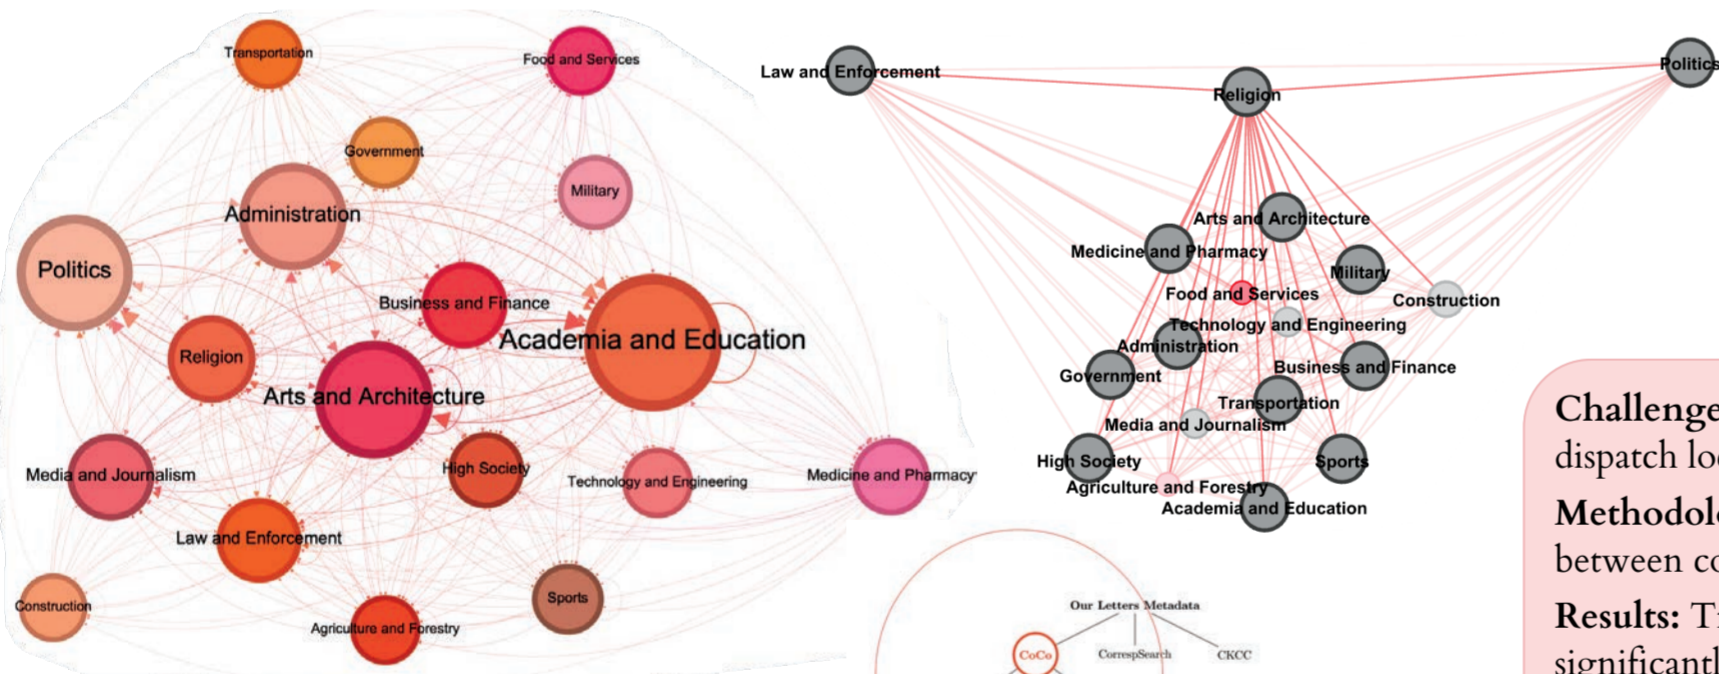 Transportation
Food and Services
Government
Military
Administration
Politics
Business and Finance
Academia and Education
Religion
Arts and Architecture
Media and Journalism
High Society
Technology and Engineering
Medicine and Pharmacy
Law and Enforcement
Sports
Construction
Agriculture and Forestry
Law and Enforcement
Religion
Politics
Arts and Architecture
Medicine and Pharmacy
Military
Food and Services
Construction
Technology and Engineering
Administration
Business and Finance
Government
Transportation
Media and Journalism
High Society
Sports
Agriculture and Forestry
Academia and Education
Our Letters Metadata
CoCo
CorrespSearch
CKCC
Challenge
dispatch lo
Methodol
between co
Results: T
significantl